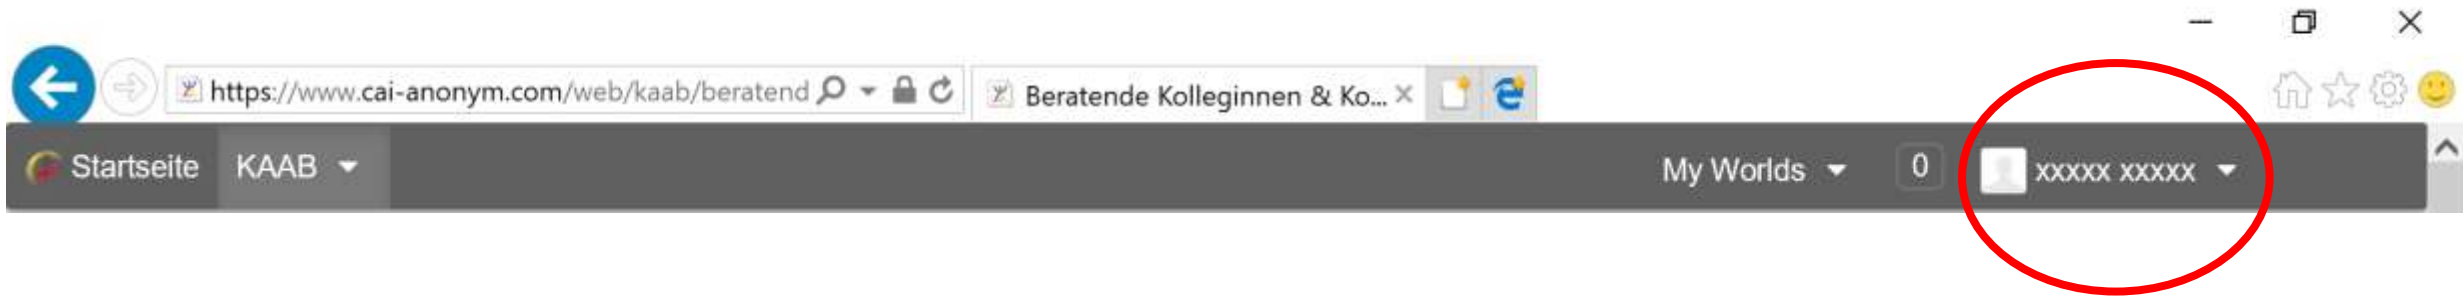 https://www.cai-anonym.com/web/kaab/beratend
Beratende Kolleginnen & Ko...
Startseite KAAB My Worlds 0 xxxxx xxxxx